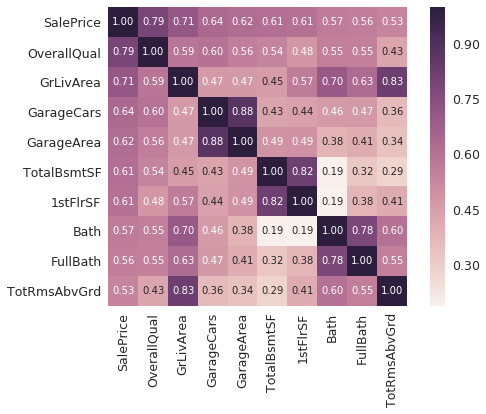 SalePrice 1.00 0.79 0.71 0.64 0.62 0.61 0.61 0.57 0.56 0.53
OverallQual 0.79 1.00 0.59 0.60 0.56 0.54 0.48 0.55 0.55 0.43
GrLivArea 0.71 0.59 1.00 0.47 0.47 0.45 0.57 0.70 0.63 0.83
GarageCars 0.64 0.60 0.47 1.00 0.88 0.43 0.44 0.46 0.47 0.36
GarageArea 0.62 0.56 0.47 0.88 1.00 0.49 0.49 0.38 0.41 0.34
TotalBsmtSF 0.61 0.54 0.45 0.43 0.49 1.00 0.82 0.19 0.32 0.29
1stFlrSF 0.61 0.48 0.57 0.44 0.49 0.82 1.00 0.19 0.38 0.41
Bath 0.57 0.55 0.70 0.46 0.38 0.19 0.19 1.00 0.78 0.60
FullBath 0.56 0.55 0.63 0.47 0.41 0.32 0.38 0.78 1.00 0.55
TotRmsAbvGrd 0.53 0.43 0.83 0.36 0.34 0.29 0.41 0.60 0.55 1.00
SalePrice
OverallQual
GrLivArea
GarageCars
GarageArea
TotalBsmtSF
1stFlrSF
Bath
FullBath
TotRmsAbvGrd
0.90
0.75
0.60
0.45
0.30